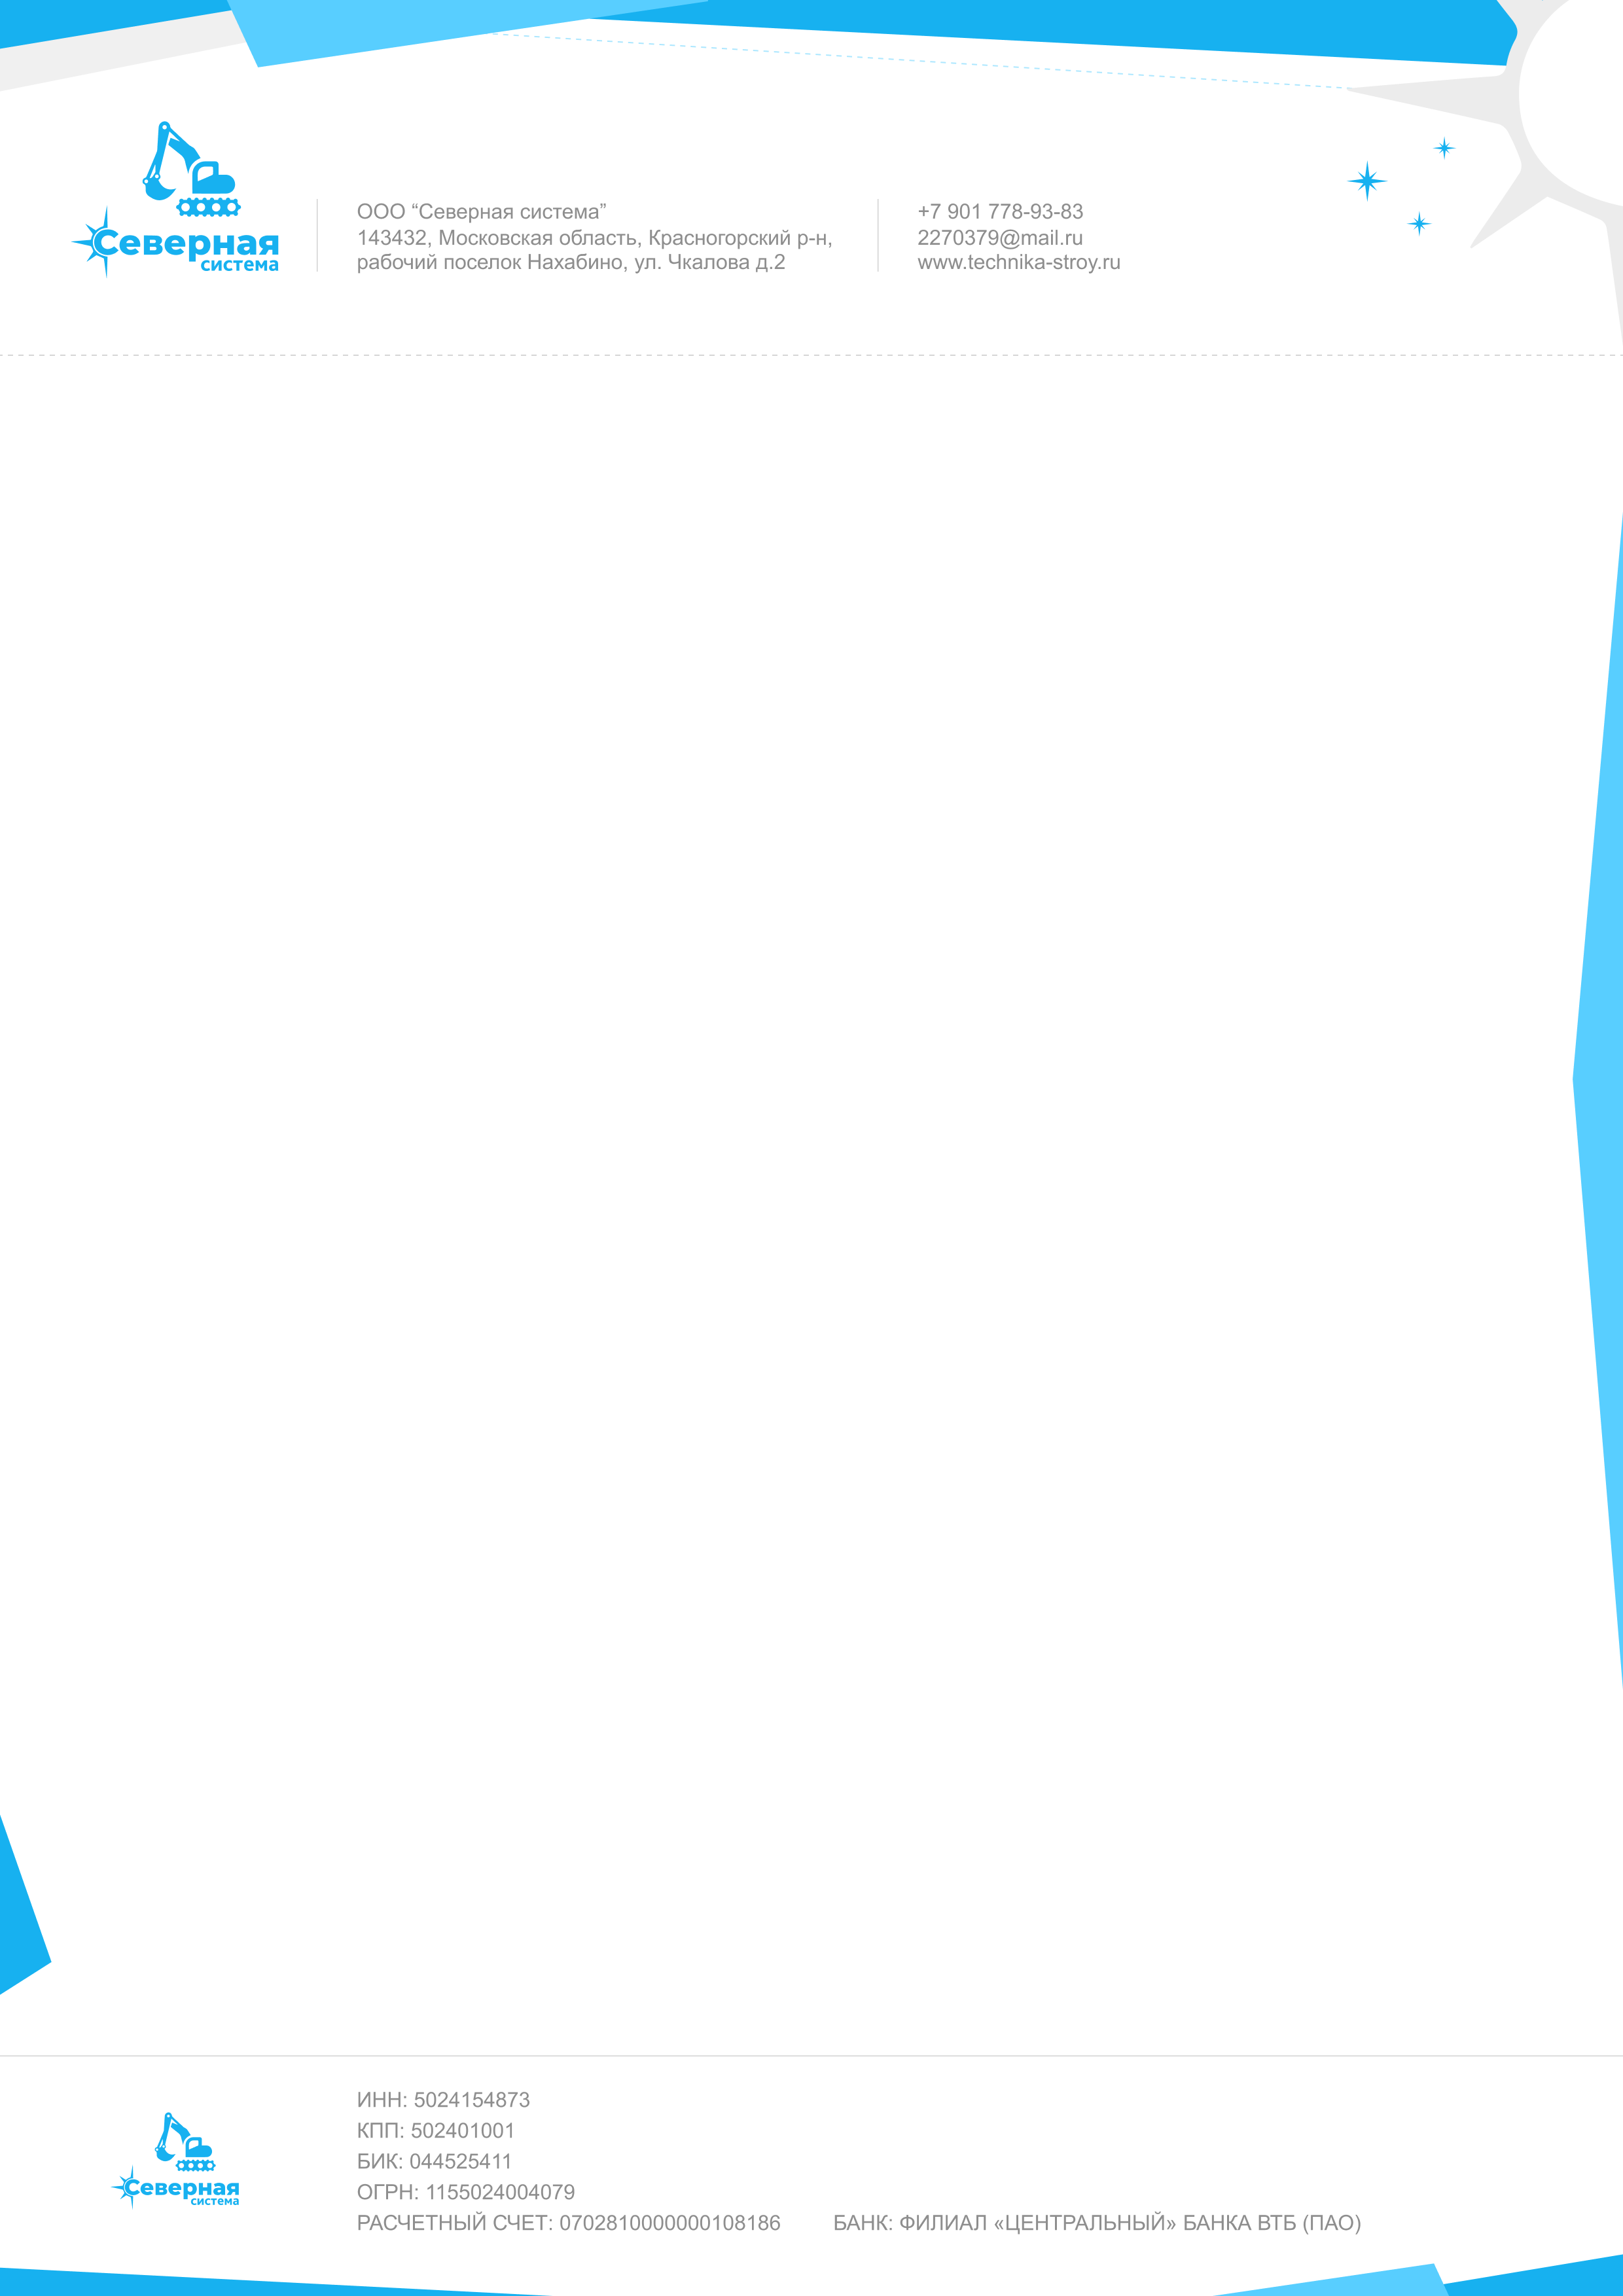 Северная
система
ООО “Северная система”
143432, Московская область, Красногорский р-н,
рабочий поселок Нахабино, ул. Чкалова д.2
+7 901 778-93-83
2270379@mail.ru
www.technika-stroy.ru
Северная
система
ИНН: 5024154873
КПП: 502401001
БИК: 044525411
ОГРН: 1155024004079
РАСЧЕТНЫЙ СЧЕТ: 0702810000000108186 БАНК: ФИЛИАЛ «ЦЕНТРАЛЬНЫЙ» БАНКА ВТБ (ПАО)